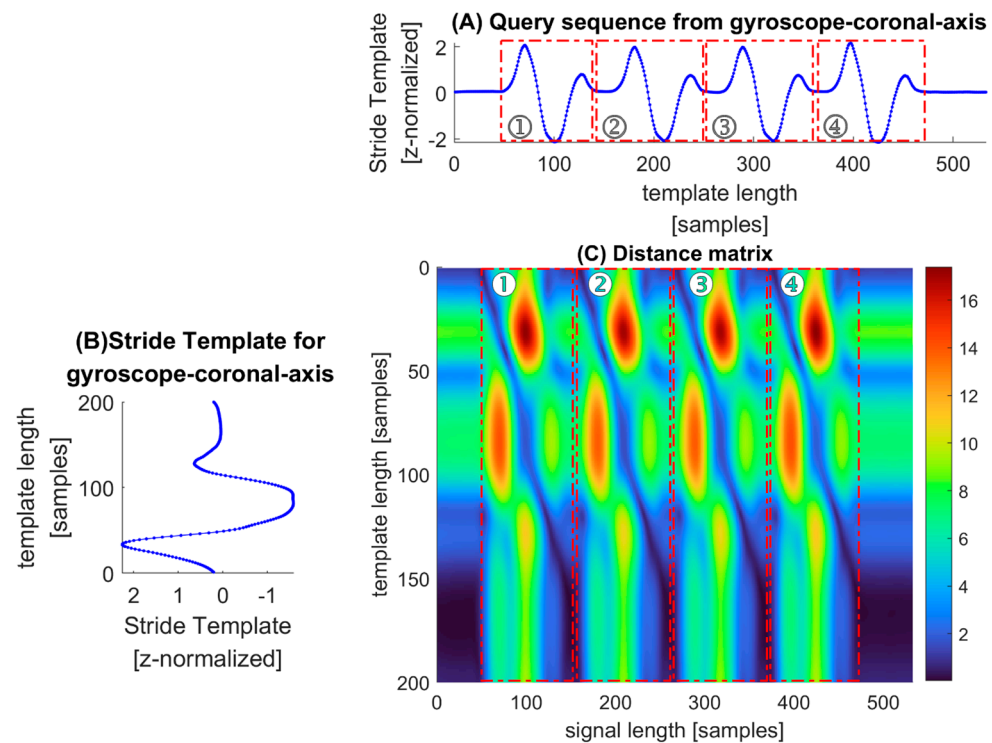 (A) Query sequence from gyroscope-coronal-axis
Stride Template
[z-normalized]
2
0
-2
① ② ③ ④
0 100 200 300 400 500
template length
[samples]
(C) Distance matrix
(B)Stride Template for
gyroscope-coronal-axis
template length
[samples]
200
100
0
2 1 0 -1
Stride Template
[z-normalized]
template length [samples]
0
50
100
150
200
1 2 3 4
100 200 300 400 500
signal length [samples]
16
14
12
10
8
6
4
2